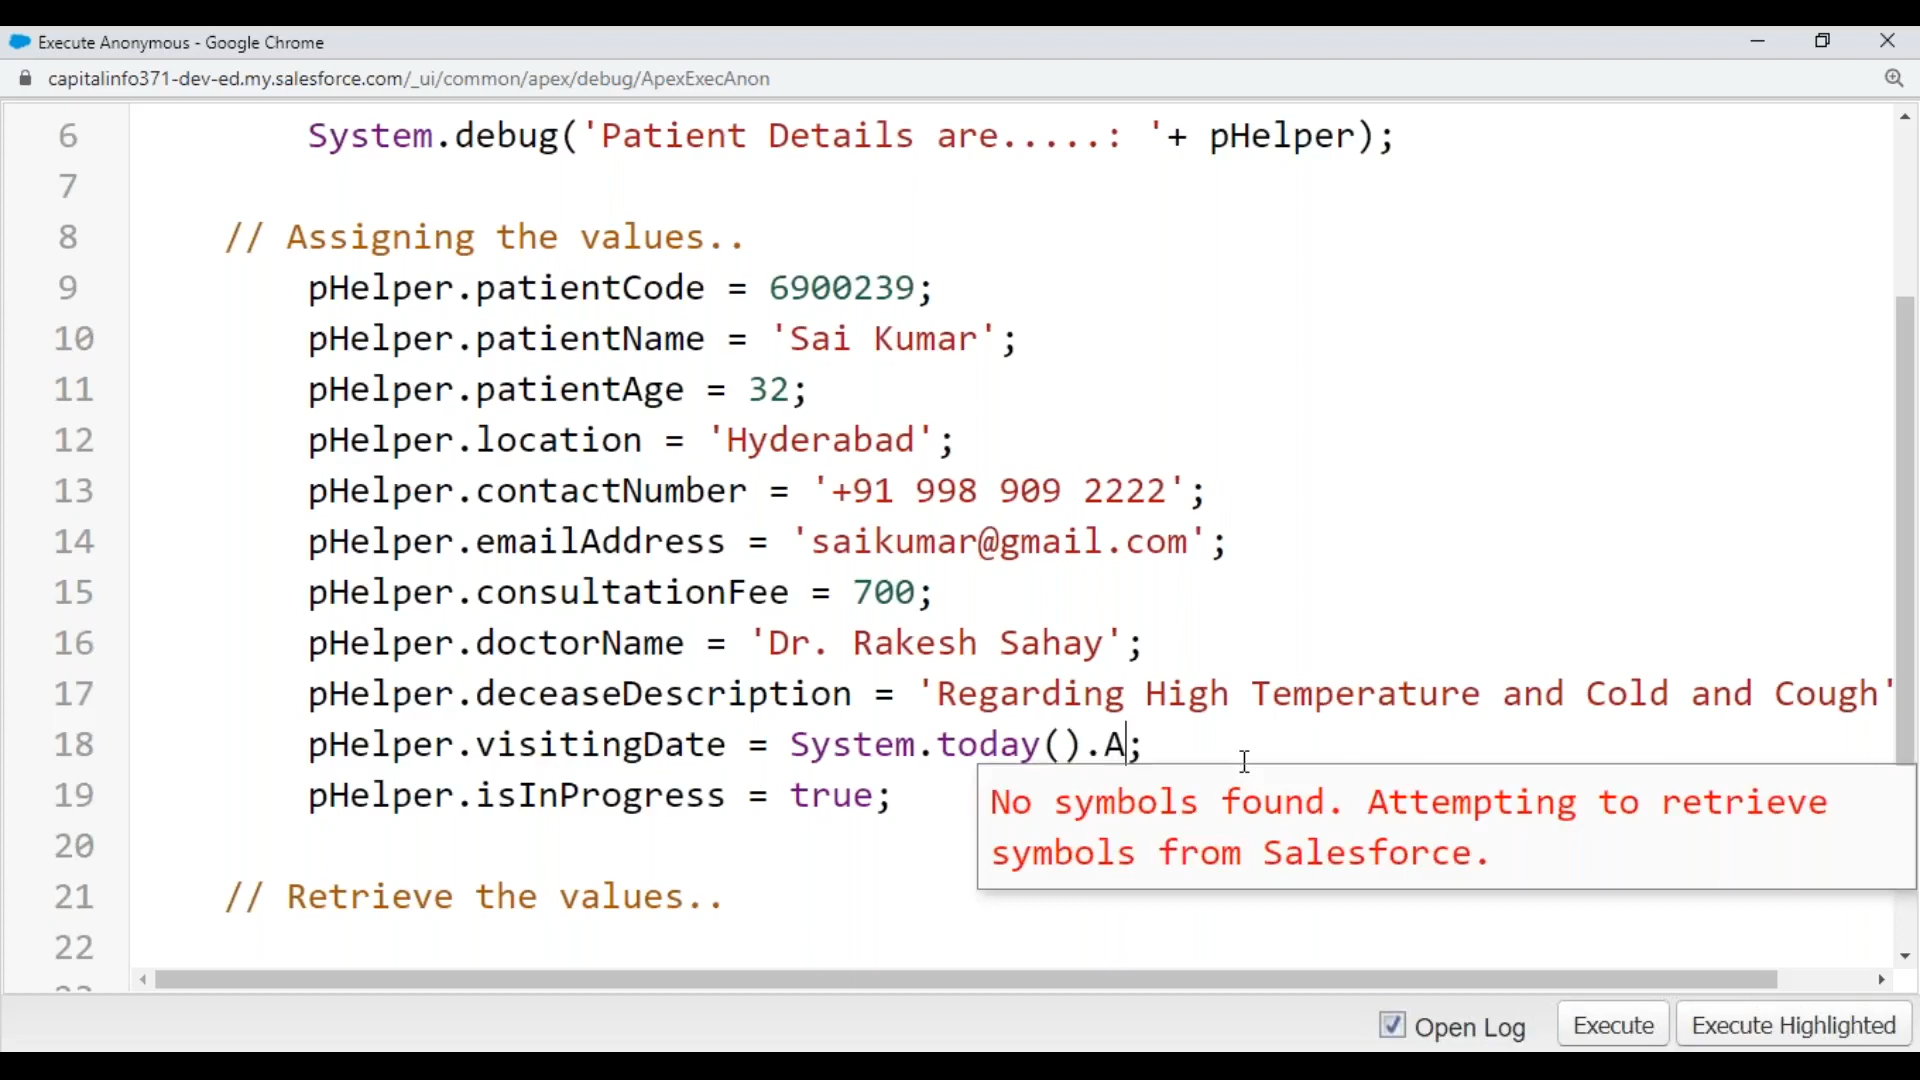 Execute Anonymous - Google Chrome
capitalinfo371-dev-ed.my.salesforce.com/_ui/common/apex/debug/ApexExecAnon
6 System.debug('Patient Details are.....: '+ pHelper);
7
8 // Assigning the values..
9 pHelper.patientCode = 6900239;
10 pHelper.patientName = 'Sai Kumar';
11 pHelper.patientAge = 32;
12 pHelper.location = 'Hyderabad';
13 pHelper.contactNumber = '+91 998 909 2222';
14 pHelper.emailAddress = 'saikumar@gmail.com';
15 pHelper.consultationFee = 700;
16 pHelper.doctorName = 'Dr. Rakesh Sahay';
17 pHelper.deceaseDescription = 'Regarding High Temperature and Cold and Cough'
18 pHelper.visitingDate = System.today().A;
19 pHelper.isInProgress = true;
No symbols found. Attempting to retrieve
symbols from Salesforce.
20
21 // Retrieve the values..
22
Open Log
Execute
Execute Highlighted